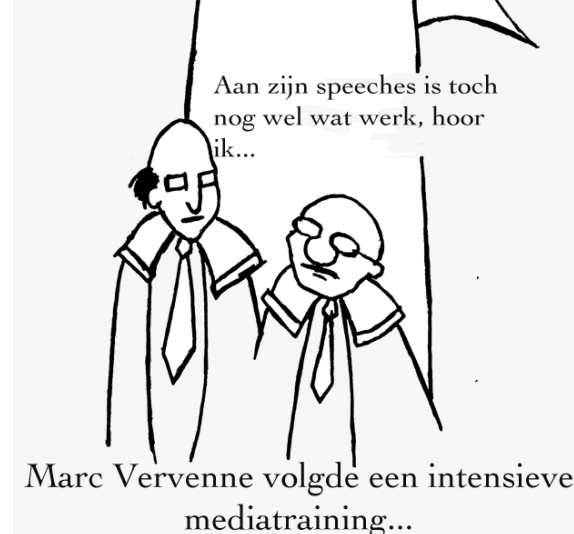 Aan zijn speeches is toch
nog wel wat werk, hoor
ik...
Marc Vervenne volgde een intensieve
mediatraining...